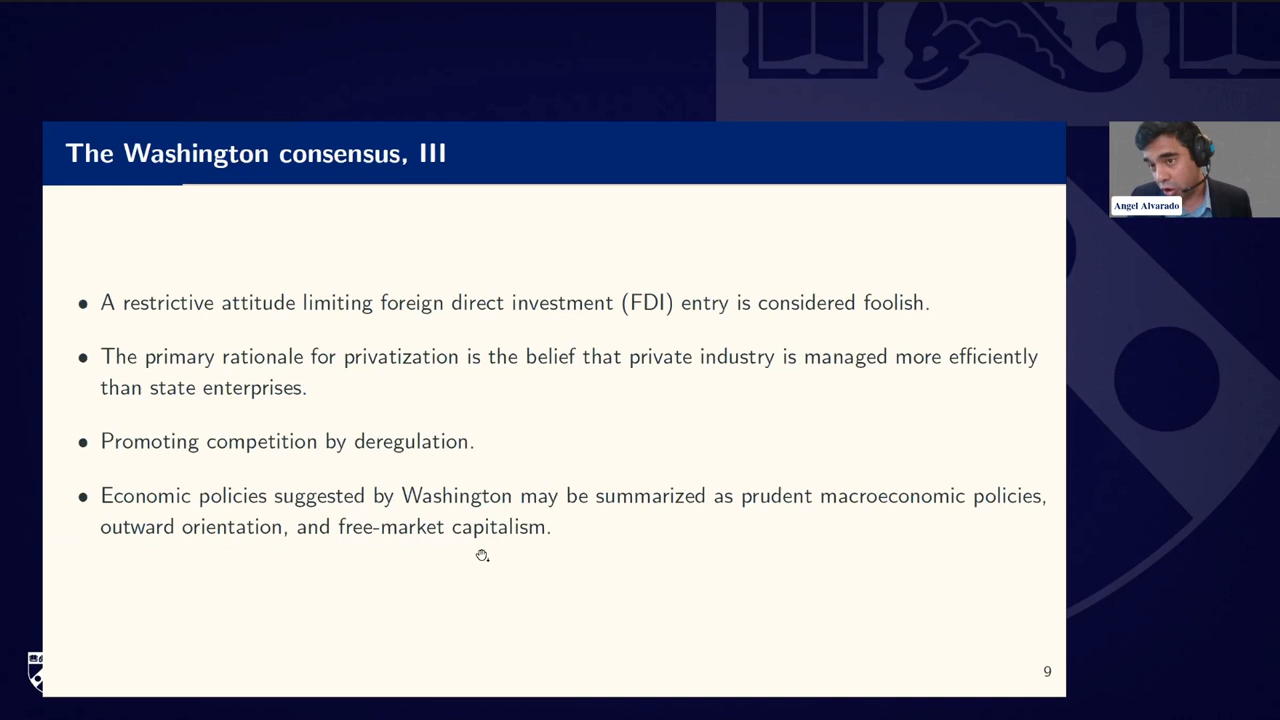 The Washington consensus, III
Angel Alvarado
● A restrictive attitude limiting foreign direct investment (FDI) entry is considered foolish.
● The primary rationale for privatization is the belief that private industry is managed more efficiently
than state enterprises.
● Promoting competition by deregulation.
● Economic policies suggested by Washington may be summarized as prudent macroeconomic policies,
outward orientation, and free-market capitalism.
9